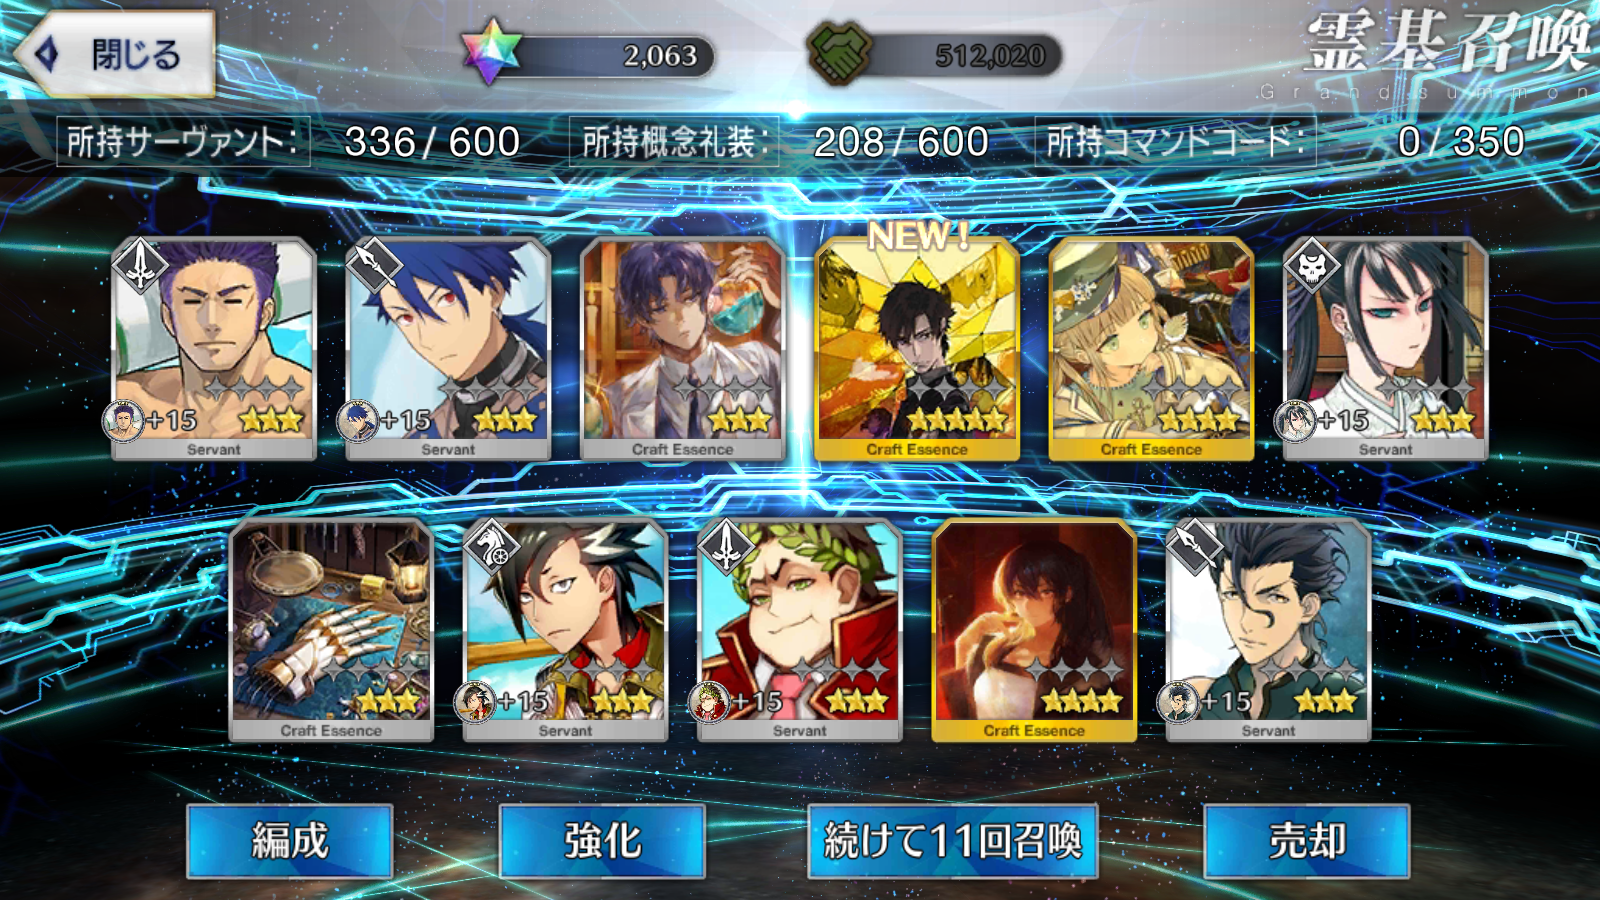 閉じる
2,063
512,020
霊基召喚
Grand summon
所持サーヴァント:
336 / 600
所持概念礼装:
208 / 600
所持コマンドコード:
0 / 350
NEW!
+15
Servant
+15
Servant
Craft Essence
Craft Essence
Craft Essence
+15
Servant
Craft Essence
+15
Servant
+15
Servant
Craft Essence
+15
Servant
編成
強化
続けて11回召喚
売却